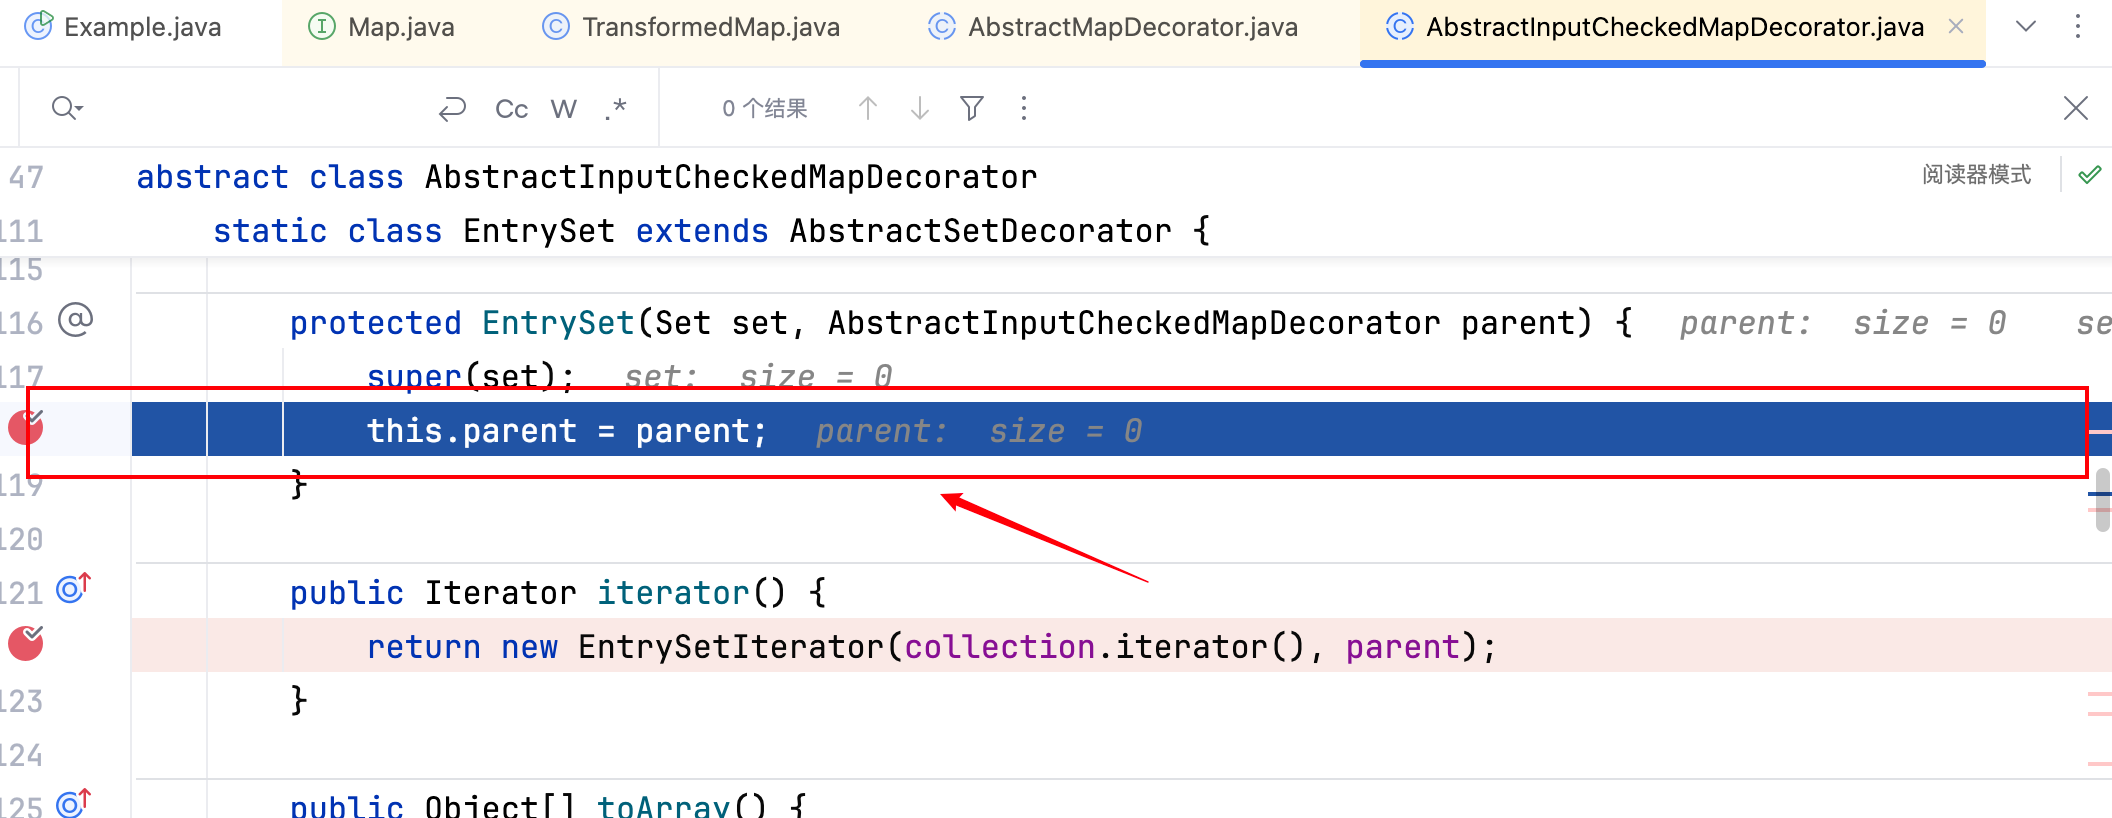 Example.java Map.java TransformedMap.java AbstractMapDecorator.java AbstractInputCheckedMapDecorator.java
Cc W .* 0 个结果
47 abstract class AbstractInputCheckedMapDecorator 阅读器模式
111 static class EntrySet extends AbstractSetDecorator {
115
116 protected EntrySet(Set set, AbstractInputCheckedMapDecorator parent) { parent: size = 0 se
117 super(set); set: size = 0
this.parent = parent; parent: size = 0
119 }
120
121 public Iterator iterator() {
return new EntrySetIterator(collection.iterator(), parent);
123 }
124
125 public Object[] toArray() {